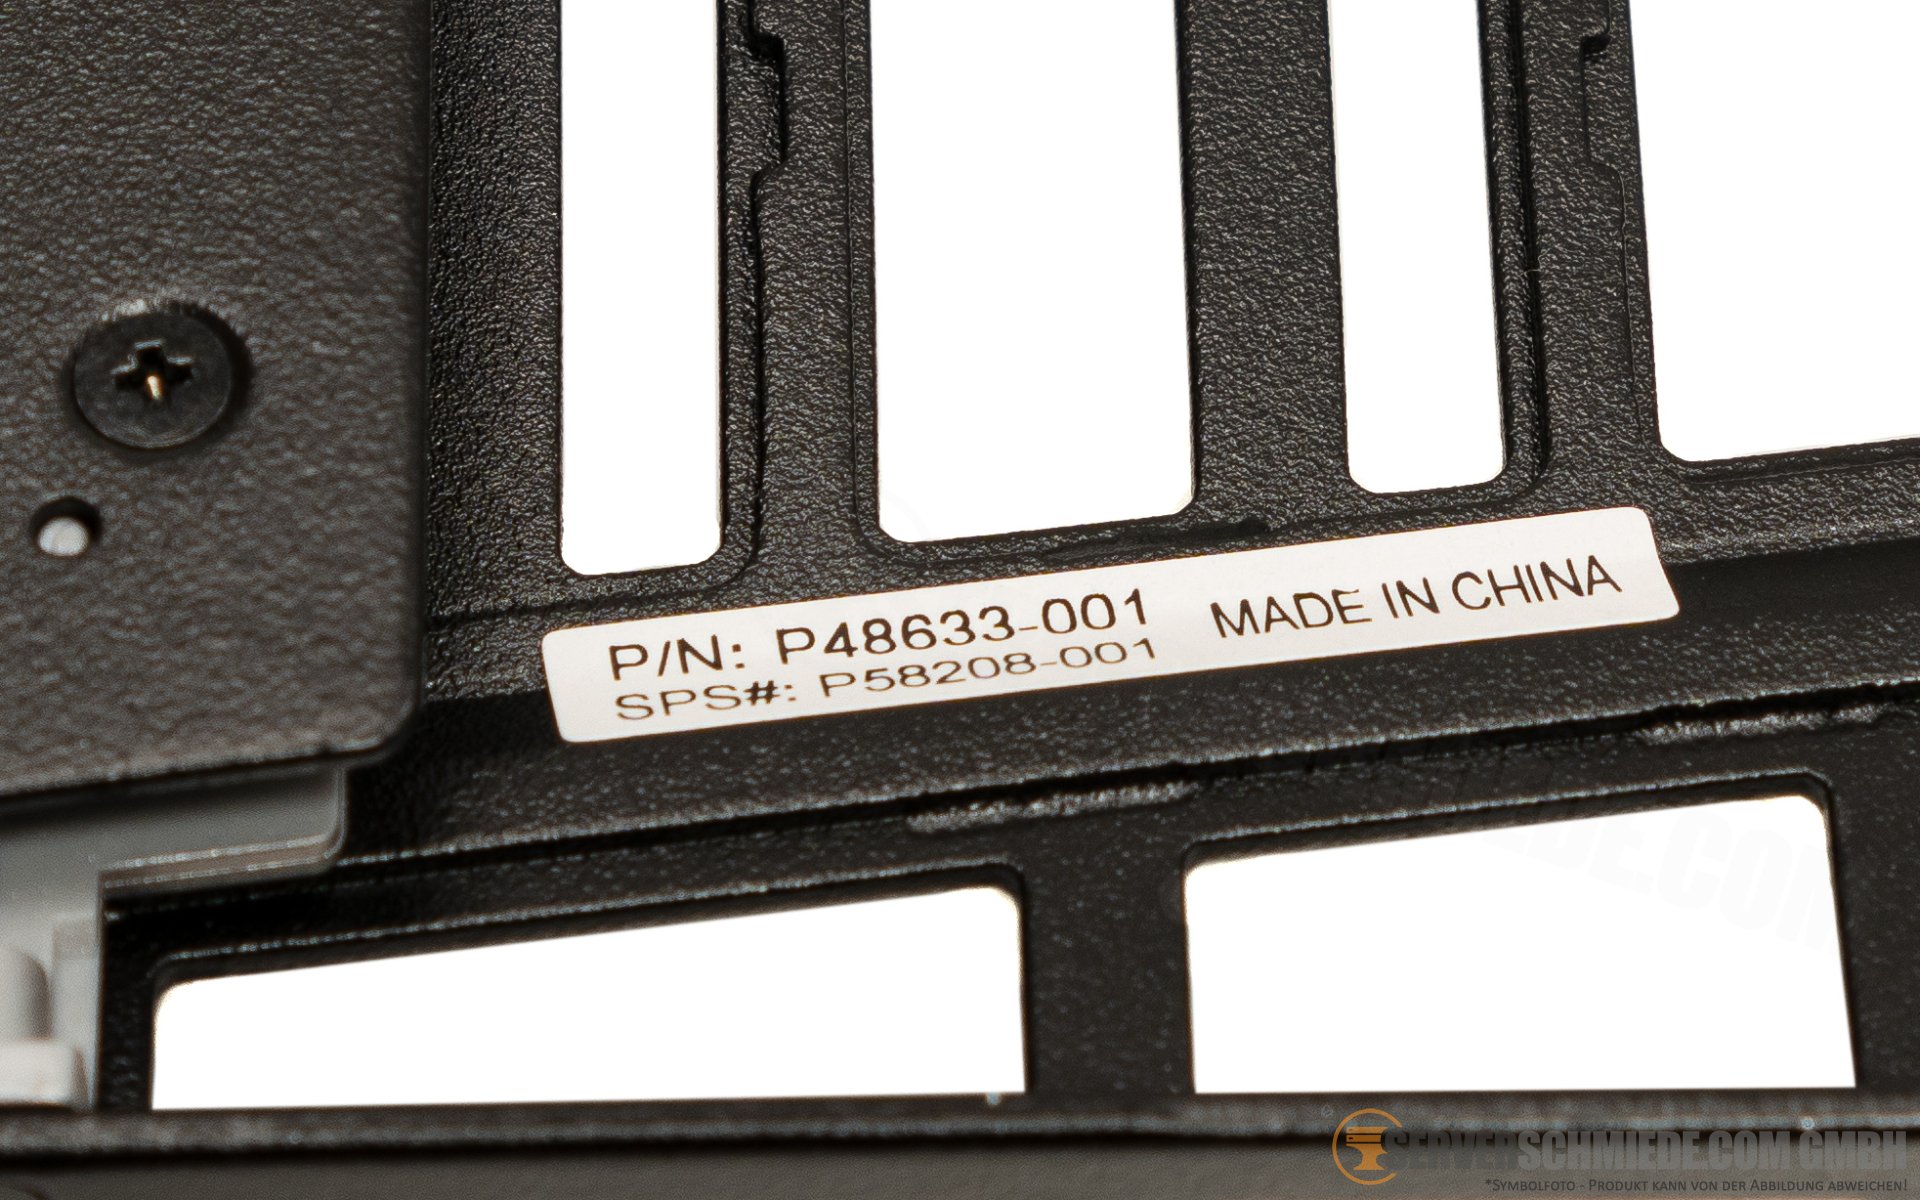 P/N: P48633-001 MADE IN CHINA
SPS#: P58208-001
SERVERSCHMIEDE.COM GMBH
*SYMBOLFOTO - PRODUKT KANN VON DER ABBILDUNG ABWEICHEN!